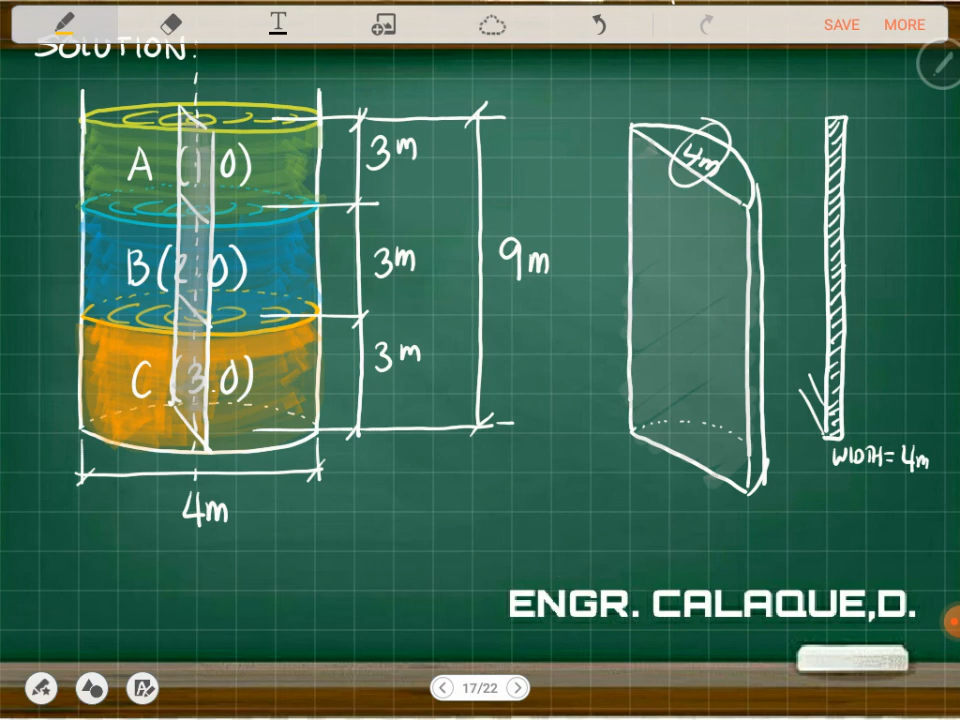 SAVE MORE
SOLUTION:
A (1.0)
3m
B (2.0)
3m
C (3.0)
3m
9m
4m
4m
WIDTH = 4m
ENGR. CALAQUE,D.
17/22